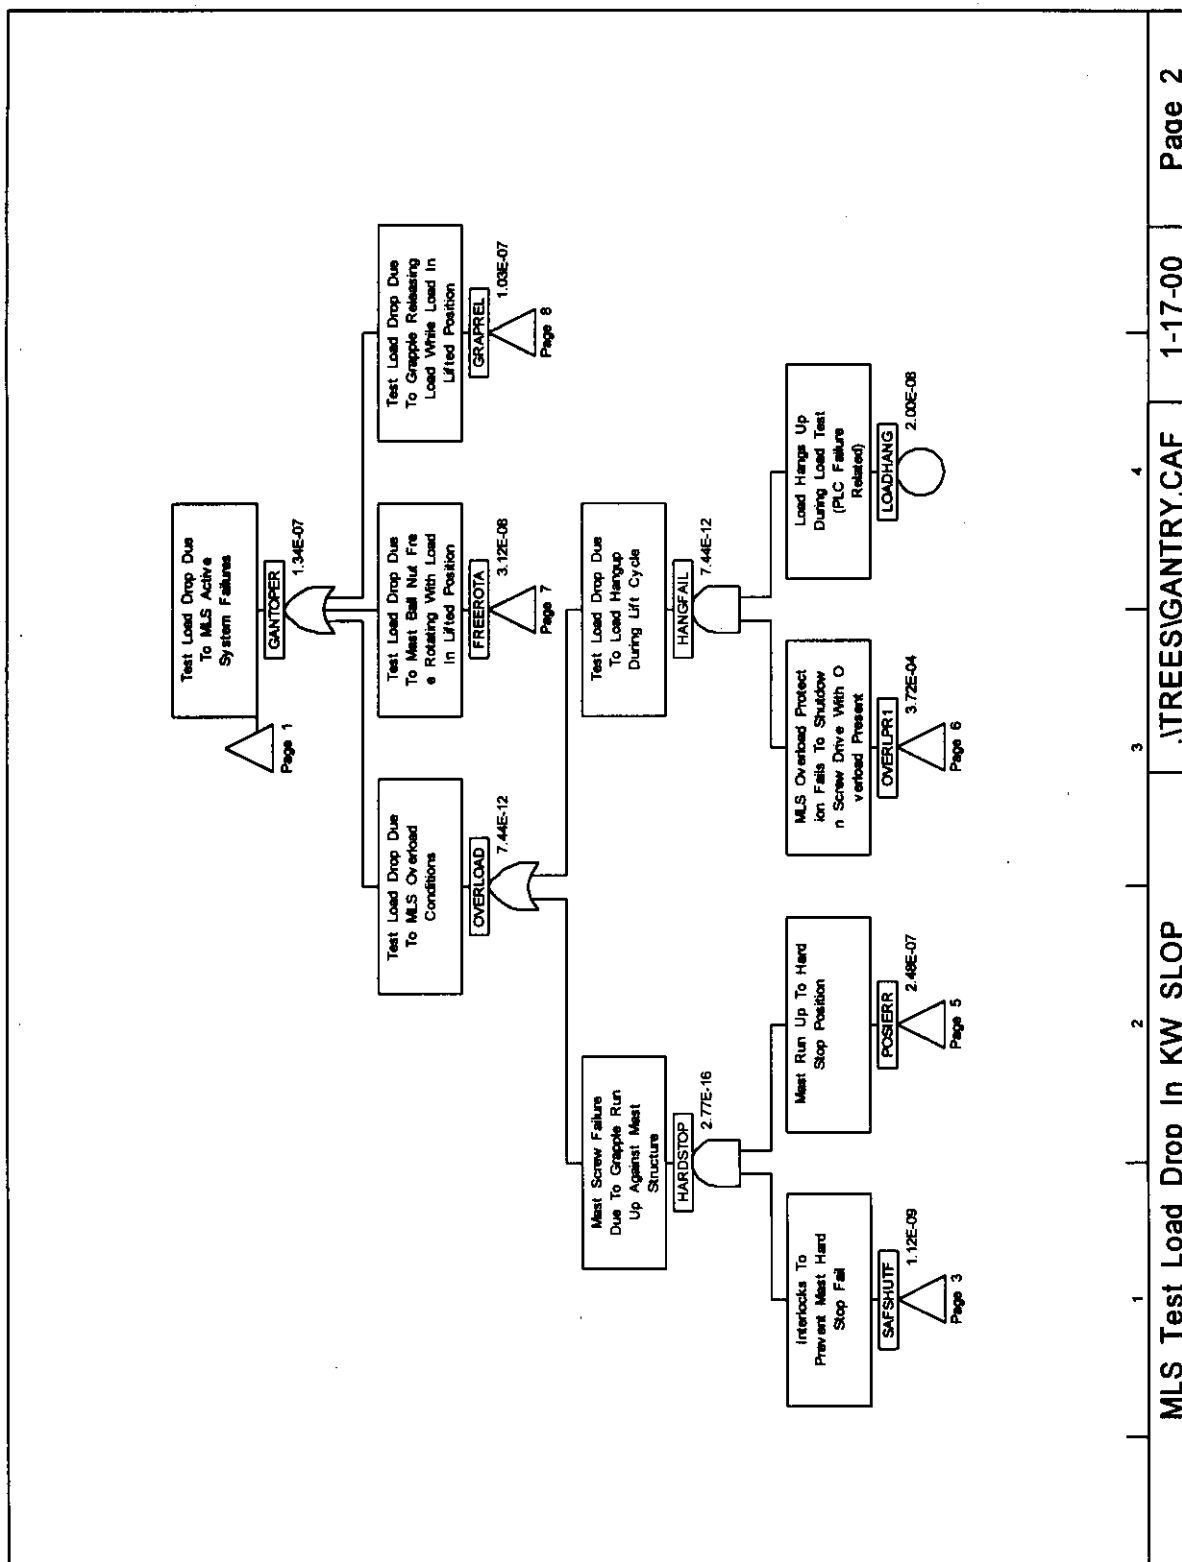 Test Load Drop Due
To MLS Active
System Failures
GANTOPER
1.34E-07
Page 1
Test Load Drop Due
To MLS Overload
Conditions
OVERLOAD
7.44E-12
Test Load Drop Due
To Mast Ball Nut Fre
e Rotating With Load
In Lifted Position
FREEROTA
3.12E-08
Page 7
Test Load Drop Due
To Grapple Releasing
Load While Load In
Lifted Position
GRAPREL
1.03E-07
Page 8
Mast Screw Failure
Due To Grapple Run
Up Against Mast
Structure
HARDSTOP
2.77E-16
Test Load Drop Due
To Load Hangup
During Lift Cycle
HANGFAIL
7.44E-12
Interlocks To
Prevent Mast Hard
Stop Fail
SAFSHUTF
1.12E-09
Page 3
Mast Run Up To Hard
Stop Position
POSIERR
2.48E-07
Page 5
MLS Overload Protect
ion Fails To Shutdow
n Screw Drive With O
verload Present
OVERLPR1
3.72E-04
Page 6
Load Hangs Up
During Load Test
(PLC Failure
Related)
LOADHANG
2.00E-08
1 2 3 4
MLS Test Load Drop In KW SLOP
.\TREES\GANTRY.CAF
1-17-00
Page 2